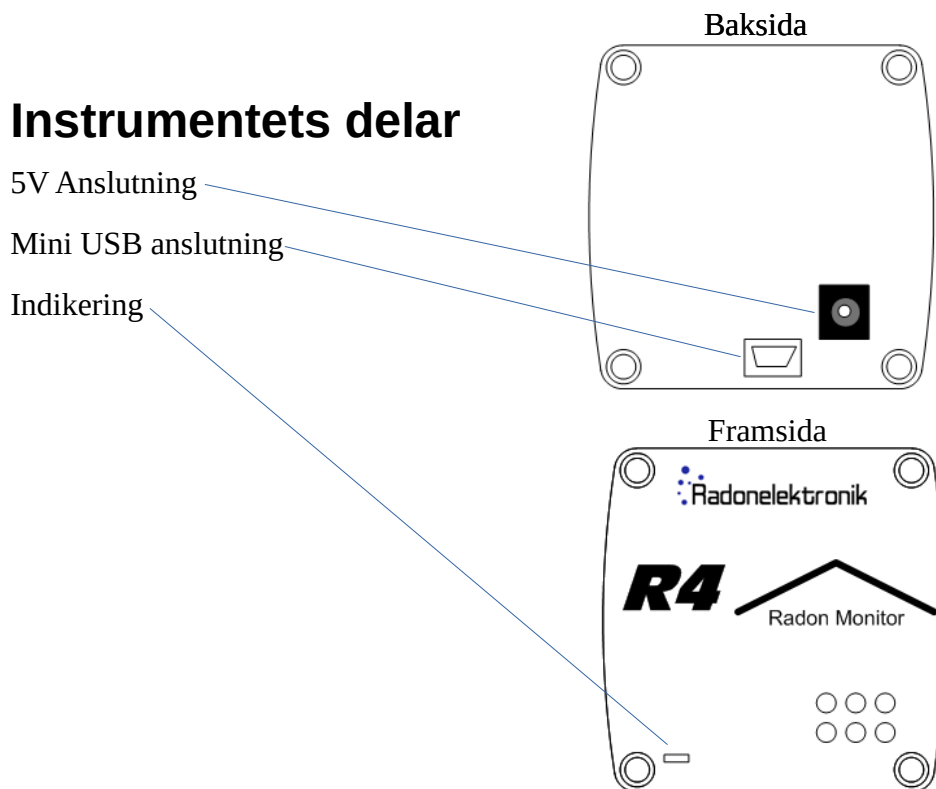 Baksida
Instrumentets delar
5V Anslutning
Mini USB anslutning
Indikering
Framsida
Radonelektronik
R4
Radon Monitor